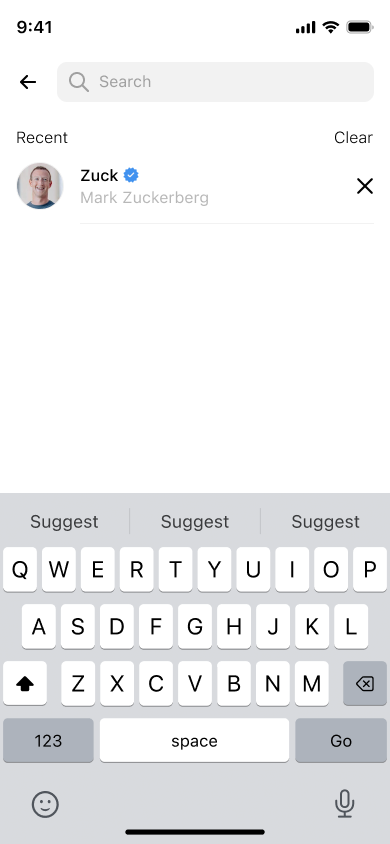 9:41
Search
Recent
Clear
Zuck
Mark Zuckerberg
Suggest Suggest Suggest
Q W E R T Y U I O P
A S D F G H J K L
Z X C V B N M
123 space Go